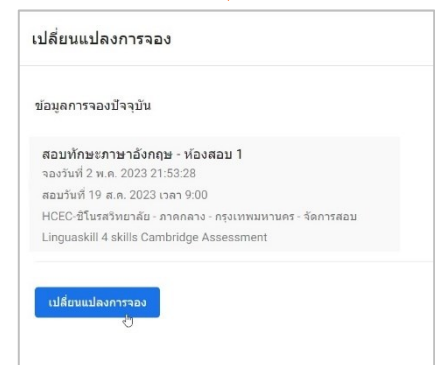 เปลี่ยนแปลงการจอง
ข้อมูลการจองปัจจุบัน
สอบทักษะภาษาอังกฤษ - ห้องสอบ 1
จองวันที่ 2 พ.ค. 2023 21:53:28
สอบวันที่ 19 ส.ค. 2023 เวลา 9:00
HCEC-ชิโนรสวิทยาลัย - ภาคกลาง - กรุงเทพมหานคร - จัดการสอบ
Linguaskill 4 skills Cambridge Assessment
เปลี่ยนแปลงการจอง